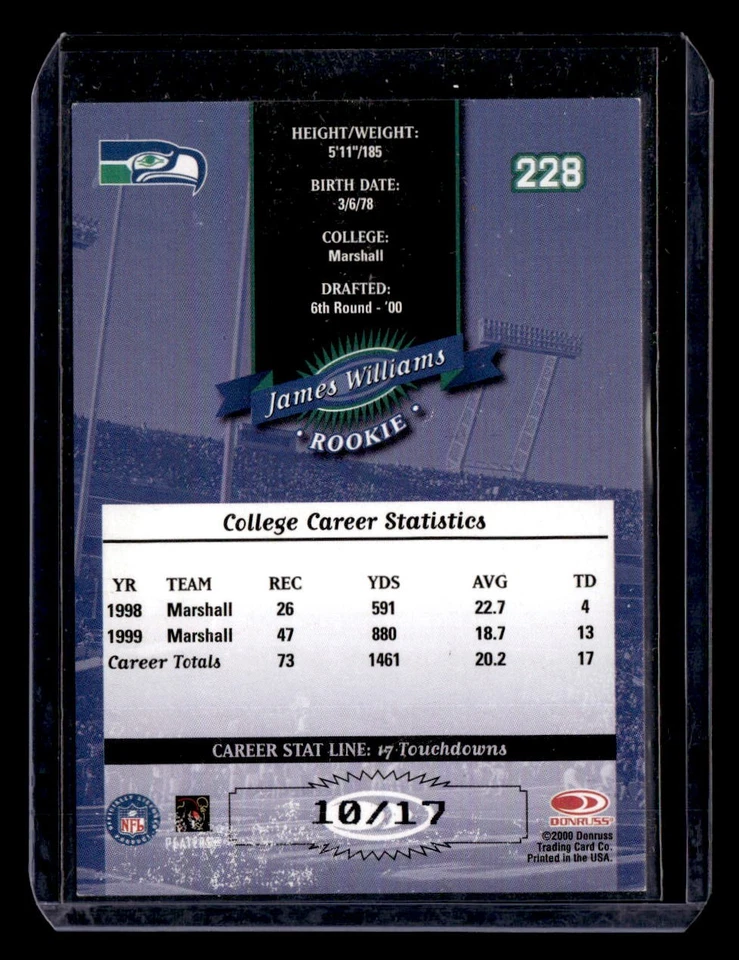 HEIGHT/WEIGHT:
5'11"/185
228
BIRTH DATE:
3/6/78
COLLEGE:
Marshall
DRAFTED:
6th Round - '00
James Williams
• ROOKIE •
College Career Statistics
YR TEAM REC YDS AVG TD
1998 Marshall 26 591 22.7 4
1999 Marshall 47 880 18.7 13
Career Totals 73 1461 20.2 17
CAREER STAT LINE: 17 Touchdowns
10/17
NFL
PLAYERS
DONRUSS
©2000 Donruss
Trading Card Co.
Printed in the USA.